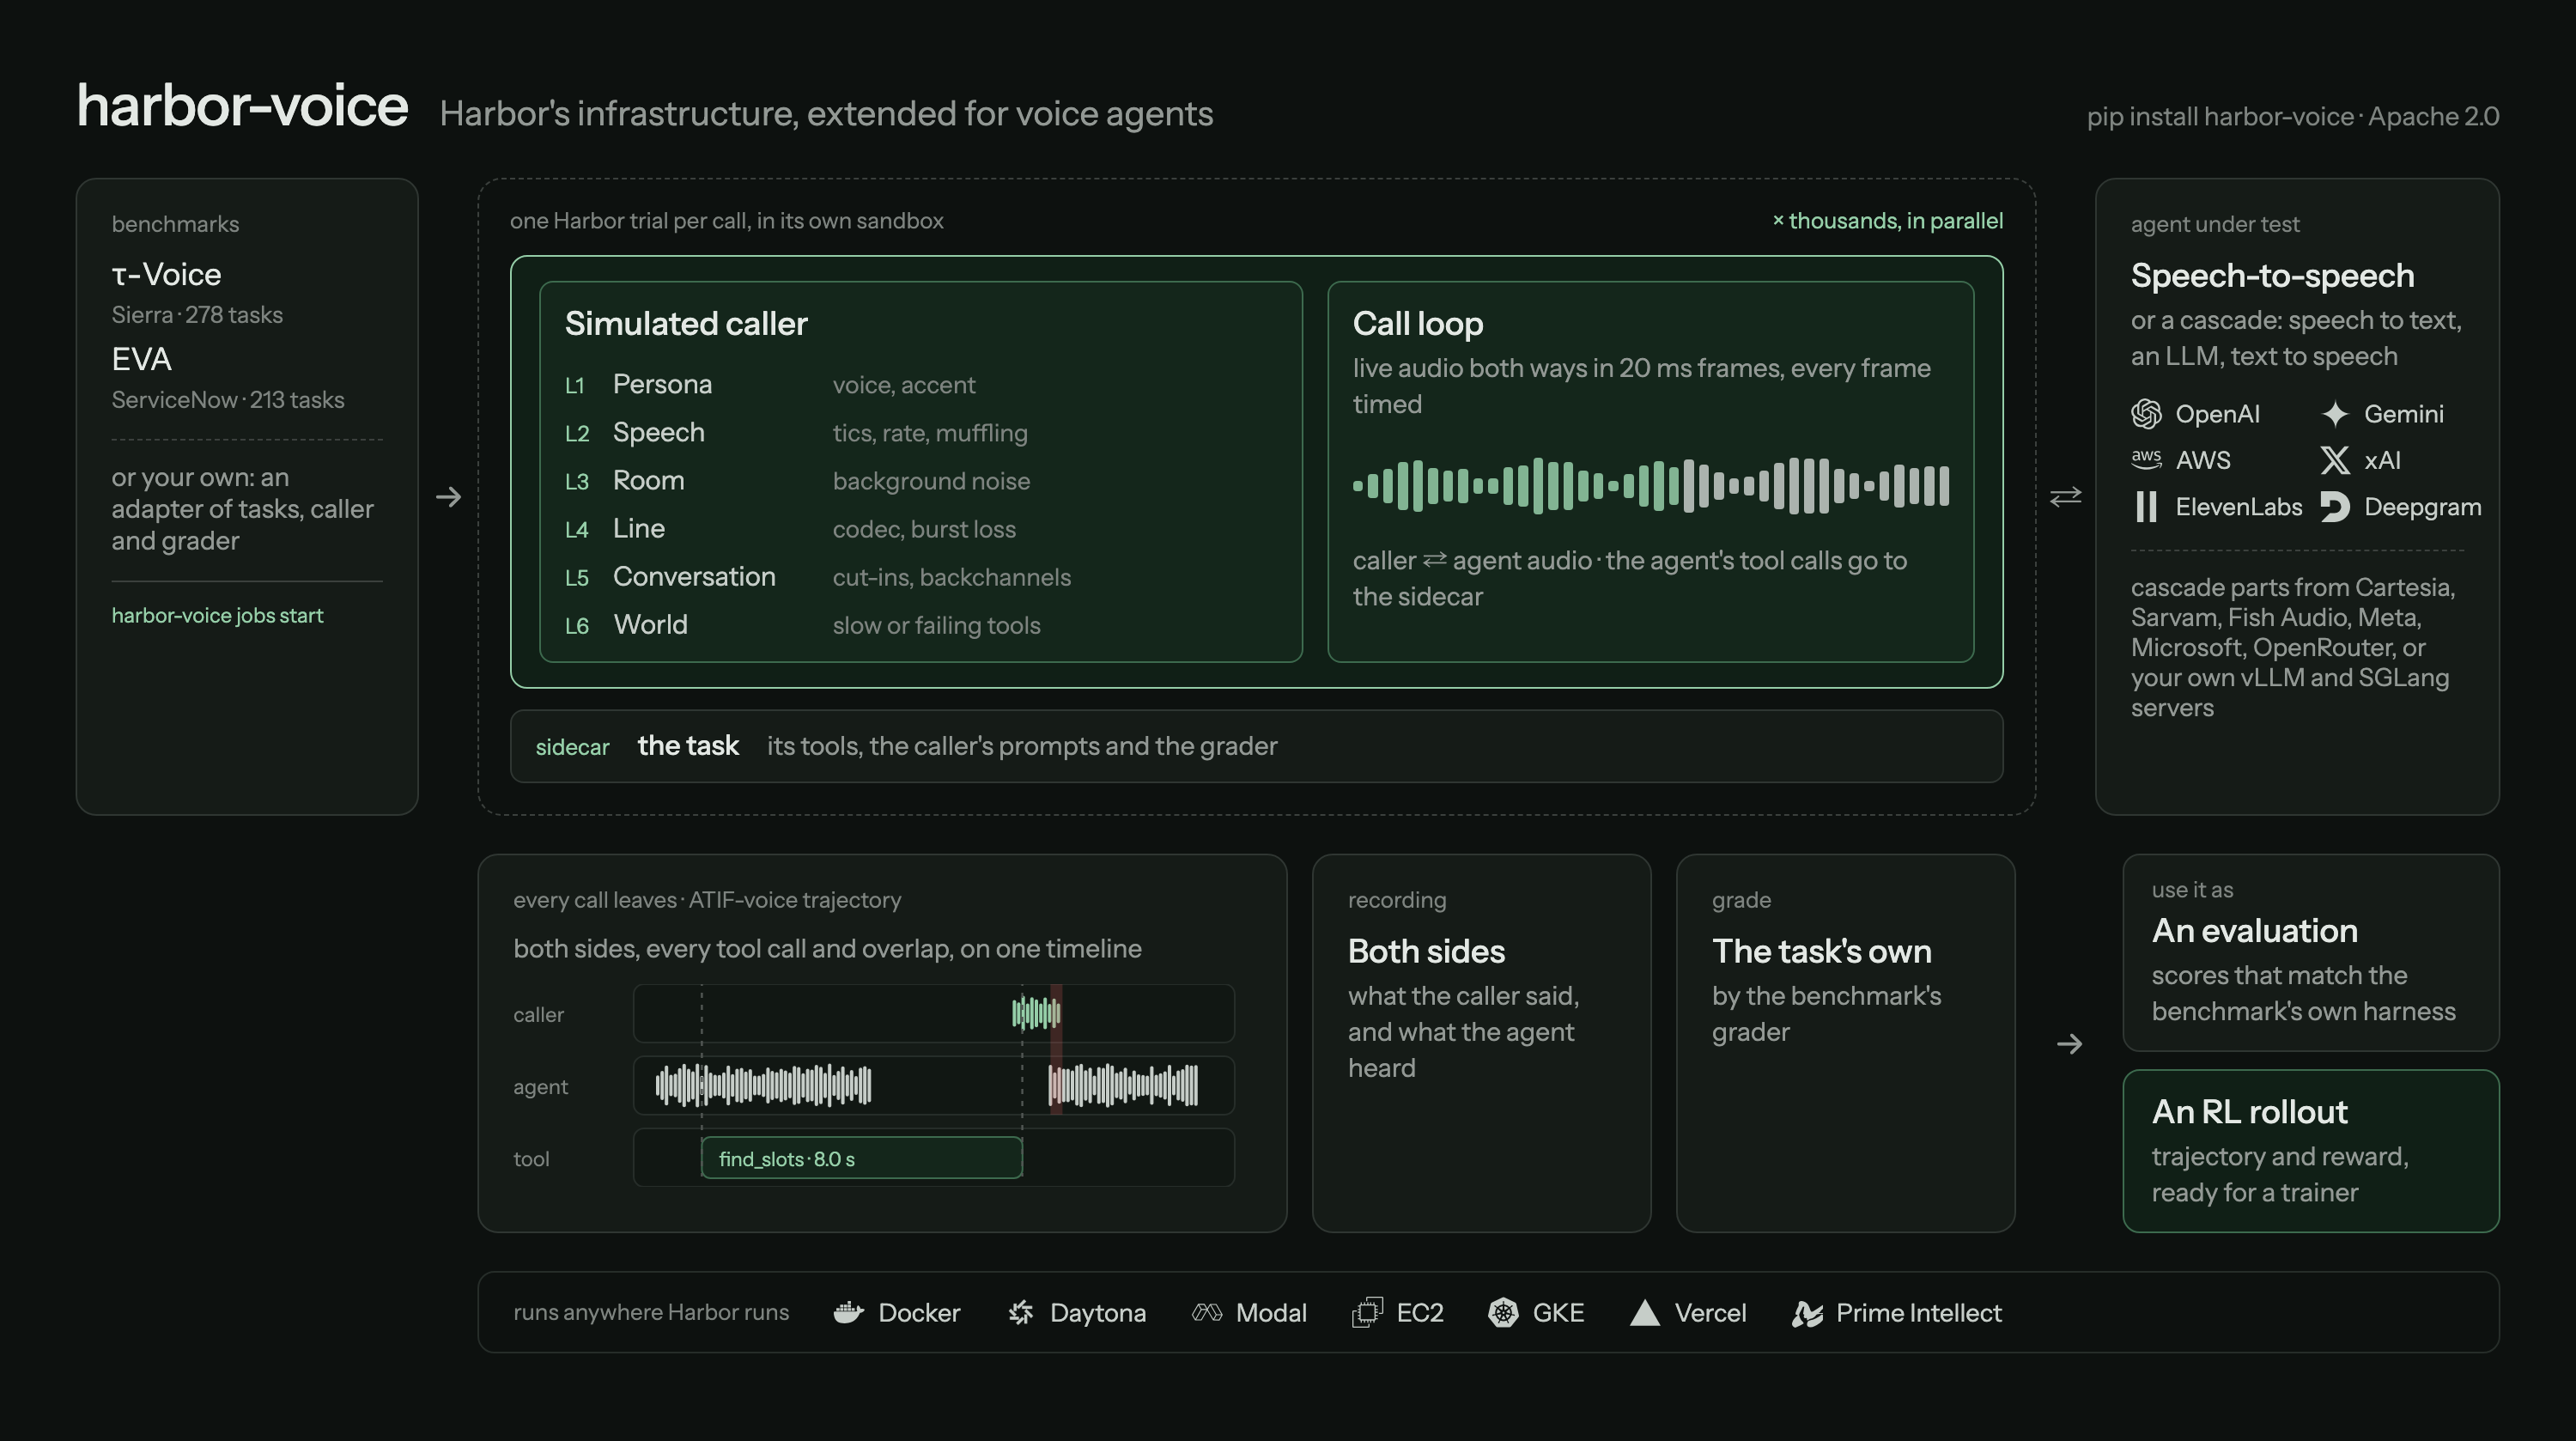 harbor-voice
Harbor's infrastructure, extended for voice agents
pip install harbor-voice · Apache 2.0
benchmarks
τ-Voice
Sierra · 278 tasks
EVA
ServiceNow · 213 tasks
or your own: an
adapter of tasks, caller
and grader
harbor-voice jobs start
one Harbor trial per call, in its own sandbox
× thousands, in parallel
Simulated caller
L1 Persona voice, accent
L2 Speech tics, rate, muffling
L3 Room background noise
L4 Line codec, burst loss
L5 Conversation cut-ins, backchannels
L6 World slow or failing tools
Call loop
live audio both ways in 20 ms frames, every frame
timed
caller ⇄ agent audio · the agent's tool calls go to
the sidecar
sidecar the task its tools, the caller's prompts and the grader
agent under test
Speech-to-speech
or a cascade: speech to text,
an LLM, text to speech
OpenAI Gemini
aws AWS xAI
ElevenLabs Deepgram
cascade parts from Cartesia,
Sarvam, Fish Audio, Meta,
Microsoft, OpenRouter, or
your own vLLM and SGLang
servers
every call leaves · ATIF-voice trajectory
both sides, every tool call and overlap, on one timeline
caller
agent
tool
find_slots · 8.0 s
recording
Both sides
what the caller said,
and what the agent
heard
grade
The task's own
by the benchmark's
grader
use it as
An evaluation
scores that match the
benchmark's own harness
An RL rollout
trajectory and reward,
ready for a trainer
runs anywhere Harbor runs Docker Daytona Modal EC2 GKE Vercel Prime Intellect